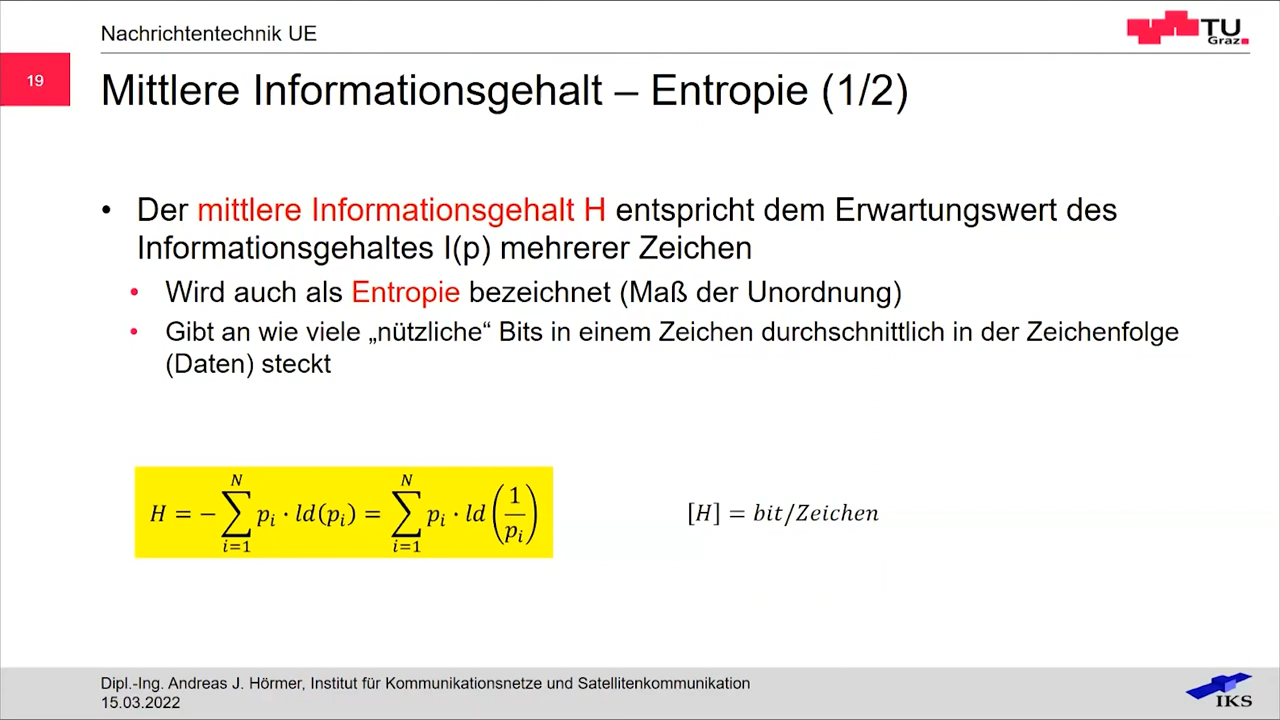 Nachrichtentechnik UE
TU
Graz
19
Mittlere Informationsgehalt – Entropie (1/2)
• Der mittlere Informationsgehalt H entspricht dem Erwartungswert des
Informationsgehaltes I(p) mehrerer Zeichen
• Wird auch als Entropie bezeichnet (Maß der Unordnung)
• Gibt an wie viele „nützliche“ Bits in einem Zeichen durchschnittlich in der Zeichenfolge
(Daten) steckt
H = −∑_{i=1}^{N} p_i · ld(p_i) = ∑_{i=1}^{N} p_i · ld(1/p_i)
[H] = bit/Zeichen
Dipl.-Ing. Andreas J. Hörmer, Institut für Kommunikationsnetze und Satellitenkommunikation
15.03.2022
IKS